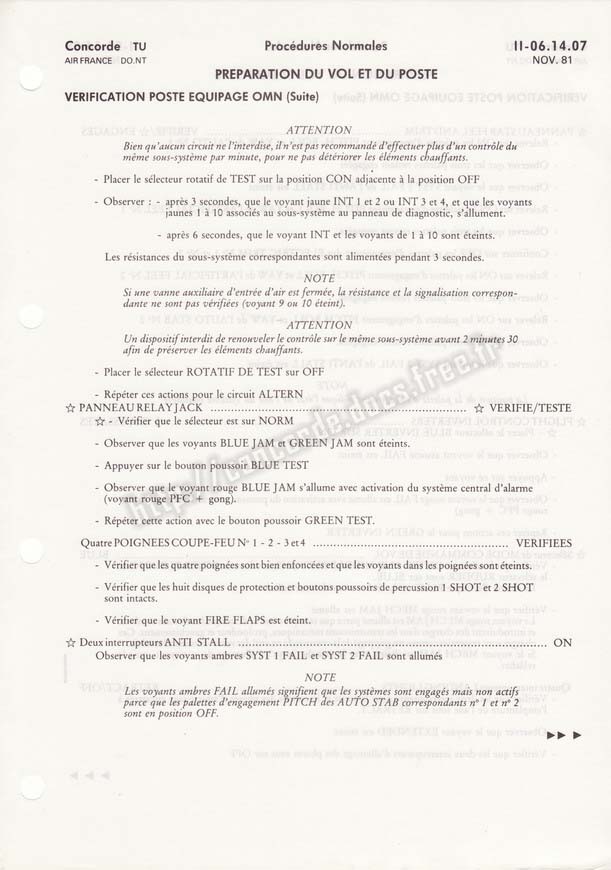 Concorde TU Procédures Normales II-06.14.07
AIR FRANCE DO.NT NOV. 81
PREPARATION DU VOL ET DU POSTE
VERIFICATION POSTE EQUIPAGE OMN (Suite)
ATTENTION
Bien qu'aucun circuit ne l'interdise, il n'est pas recommandé d'effectuer plus d'un contrôle du
même sous-système par minute, pour ne pas détériorer les éléments chauffants.
- Placer le sélecteur rotatif de TEST sur la position CON adjacente à la position OFF
- Observer : - après 3 secondes, que le voyant jaune INT 1 et 2 ou INT 3 et 4, et que les voyants
jaunes 1 à 10 associés au sous-système au panneau de diagnostic, s'allument.
- après 6 secondes, que le voyant INT et les voyants de 1 à 10 sont éteints.
Les résistances du sous-système correspondantes sont alimentées pendant 3 secondes.
NOTE
Si une vanne auxiliaire d'entrée d'air est fermée, la résistance et la signalisation correspon-
dante ne sont pas vérifiées (voyant 9 ou 10 éteint).
ATTENTION
Un dispositif interdit de renouveler le contrôle sur le même sous-système avant 2 minutes 30
afin de préserver les éléments chauffants.
- Placer le sélecteur ROTATIF DE TEST sur OFF
- Répéter ces actions pour le circuit ALTERN
☆ PANNEAU RELAY JACK ........................ ☆ VERIFIE/TESTE
☆ - Vérifier que le sélecteur est sur NORM
- Observer que les voyants BLUE JAM et GREEN JAM sont éteints.
- Appuyer sur le bouton poussoir BLUE TEST
- Observer que le voyant rouge BLUE JAM s'allume avec activation du système central d'alarme
(voyant rouge PFC + gong).
- Répéter cette action avec le bouton poussoir GREEN TEST.
Quatre POIGNEES COUPE-FEU N° 1 - 2 - 3 et 4 ........................ VERIFIEES
- Vérifier que les quatre poignées sont bien enfoncées et que les voyants dans les poignées sont éteints.
- Vérifier que les huit disques de protection et boutons poussoirs de percussion 1 SHOT et 2 SHOT
sont intacts.
- Vérifier que le voyant FIRE FLAPS est éteint.
☆ Deux interrupteurs ANTI STALL ........................ ON
Observer que les voyants ambres SYST 1 FAIL et SYST 2 FAIL sont allumés
NOTE
Les voyants ambres FAIL allumés signifient que les systèmes sont engagés mais non actifs
parce que les palettes d'engagement PITCH des AUTO STAB correspondants n° 1 et n° 2
sont en position OFF.
http://concorde.docs.free.fr